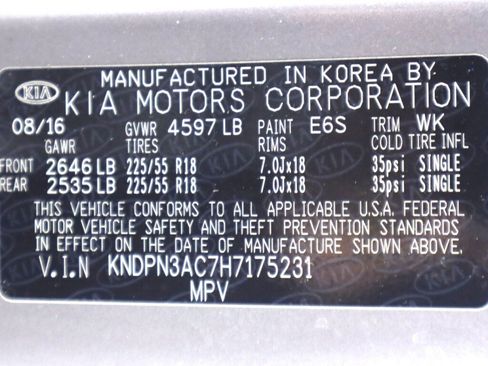 MANUFACTURED IN KOREA BY
KIA KIA MOTORS CORPORATION
08/16 GVWR 4597 LB PAINT E6S TRIM WK
GAWR TIRES RIMS COLD TIRE INFL
FRONT 2646 LB 225/55 R18 7.0Jx18 35psi SINGLE
REAR 2535 LB 225/55 R18 7.0Jx18 35psi SINGLE
THIS VEHICLE CONFORMS TO ALL APPLICABLE U.S.A. FEDERAL
MOTOR VEHICLE SAFETY AND THEFT PREVENTION STANDARDS
IN EFFECT ON THE DATE OF MANUFACTURE SHOWN ABOVE.
V.I.N KNDPN3AC7H7175231
MPV